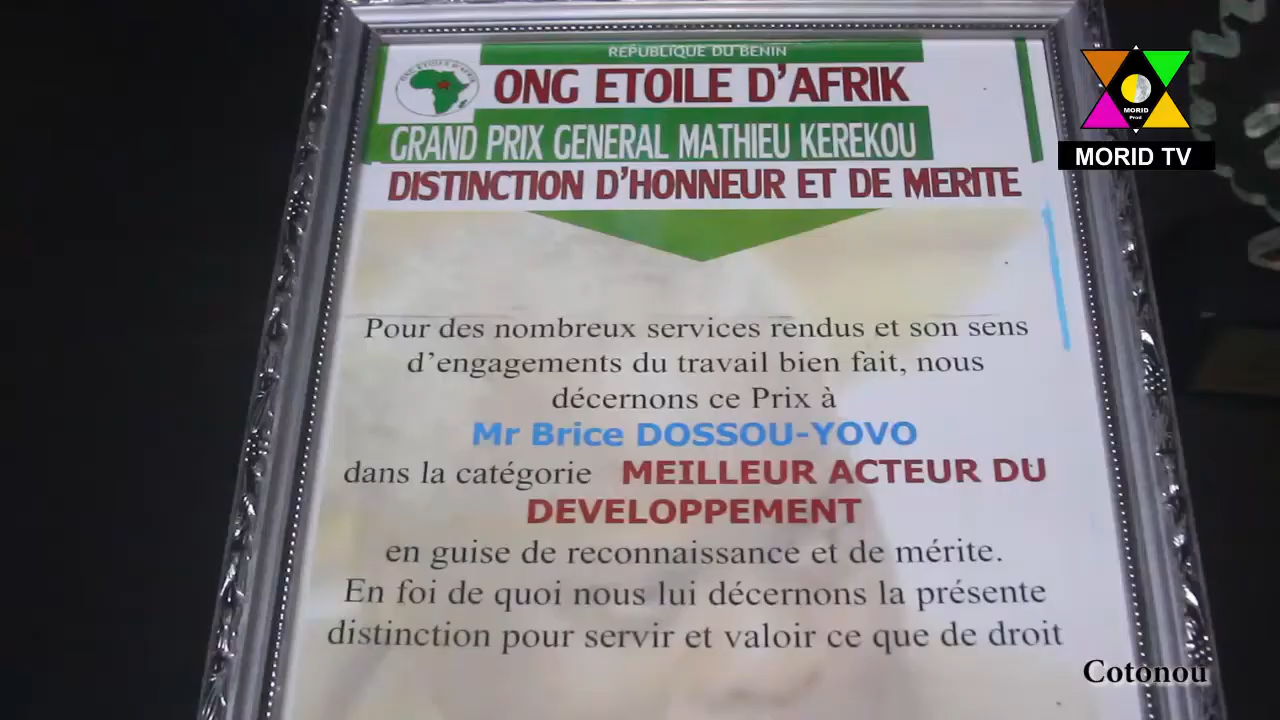 REPUBLIQUE DU BENIN
ONG ETOILE D'AFRIK
GRAND PRIX GENERAL MATHIEU KEREKOU
DISTINCTION D'HONNEUR ET DE MERITE
MORID
Prod
MORID TV
Pour des nombreux services rendus et son sens
d'engagements du travail bien fait, nous
décernons ce Prix à
Mr Brice DOSSOU-YOVO
dans la catégorie MEILLEUR ACTEUR DU
DEVELOPPEMENT
en guise de reconnaissance et de mérite.
En foi de quoi nous lui décernons la présente
distinction pour servir et valoir ce que de droit
Cotonou